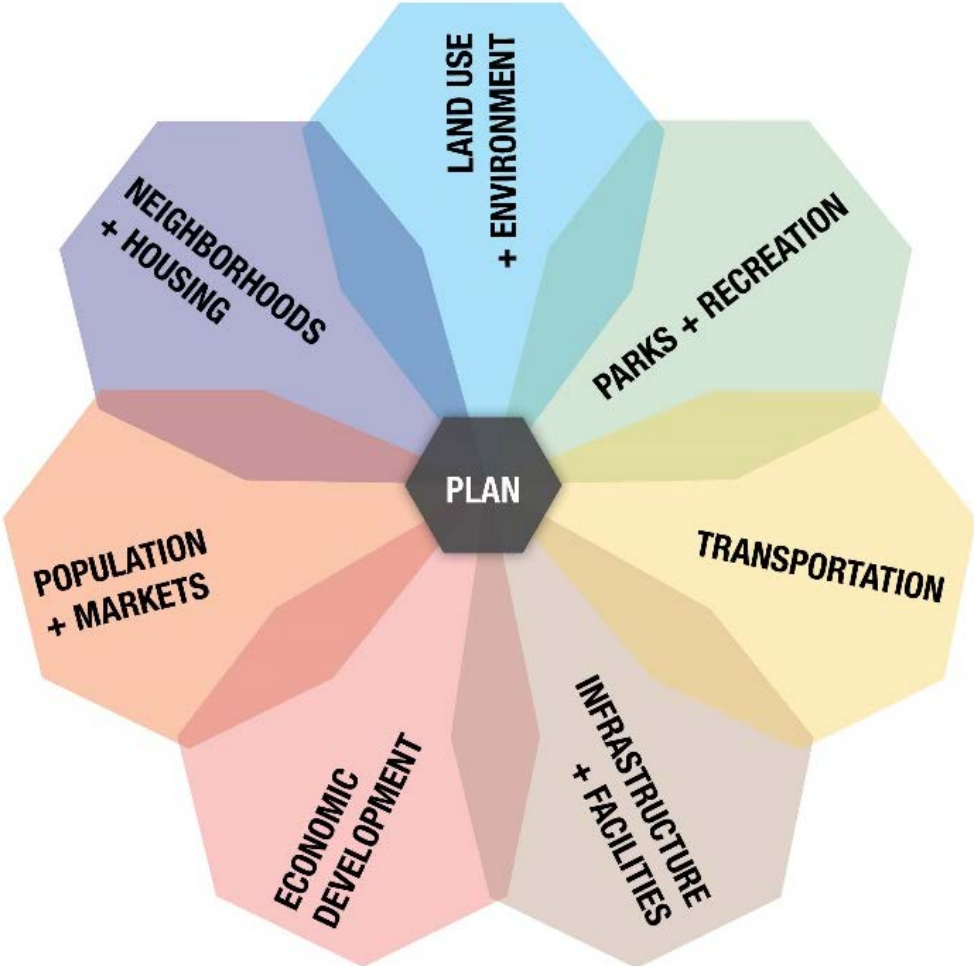 LAND USE
+ ENVIRONMENT
PARKS + RECREATION
TRANSPORTATION
INFRASTRUCTURE
+ FACILITIES
ECONOMIC
DEVELOPMENT
POPULATION
+ MARKETS
NEIGHBORHOODS
+ HOUSING
PLAN